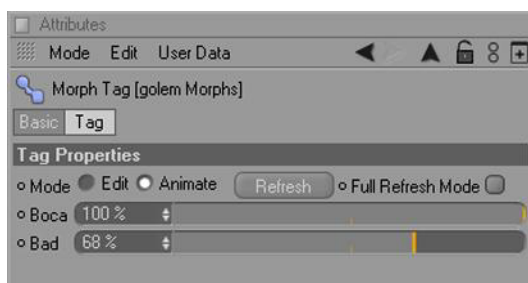 Attributes
Mode Edit User Data
Morph Tag [golem Morphs]
Basic Tag
Tag Properties
Mode Edit Animate Refresh Full Refresh Mode
Boca 100 %
Bad 68 %